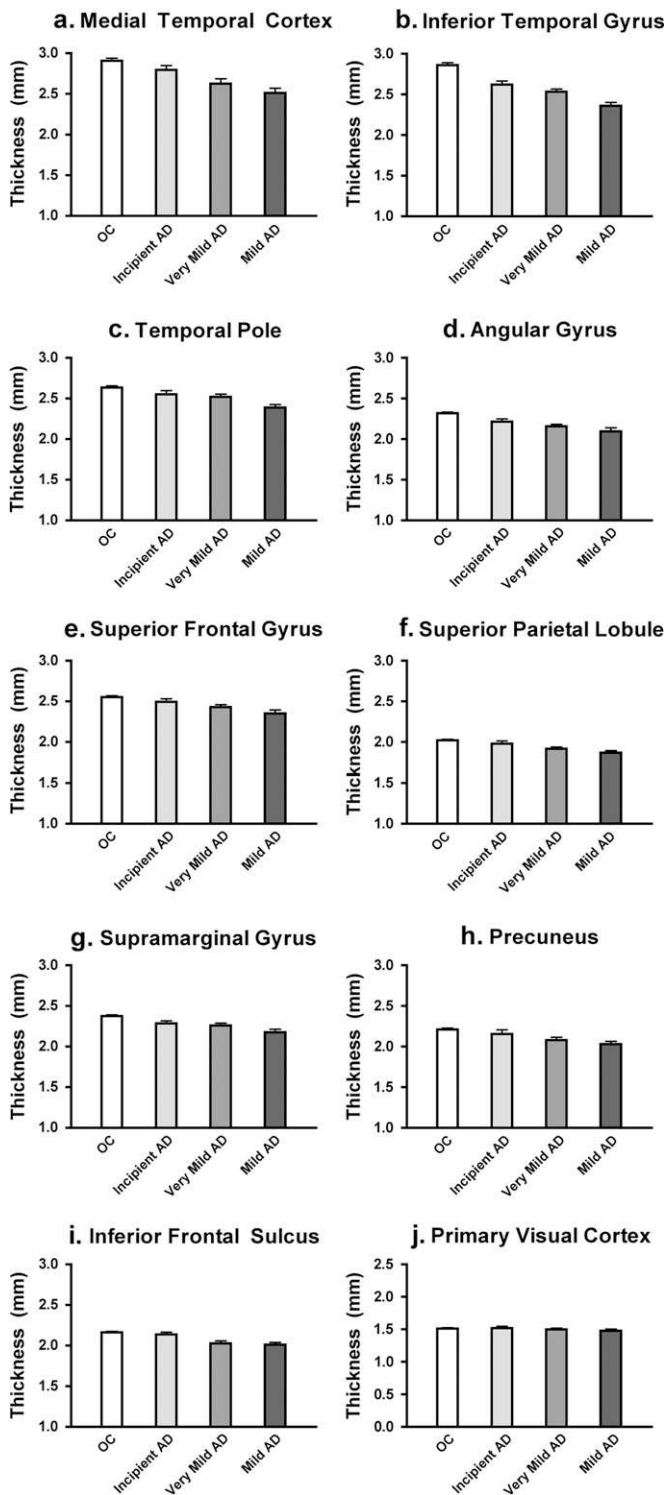 a. Medial Temporal Cortex
Thickness (mm)
3.0
2.5
2.0
1.5
1.0
OC
Incipient AD
Very Mild AD
Mild AD
b. Inferior Temporal Gyrus
Thickness (mm)
3.0
2.5
2.0
1.5
1.0
OC
Incipient AD
Very Mild AD
Mild AD
c. Temporal Pole
Thickness (mm)
3.0
2.5
2.0
1.5
1.0
OC
Incipient AD
Very Mild AD
Mild AD
d. Angular Gyrus
Thickness (mm)
3.0
2.5
2.0
1.5
1.0
OC
Incipient AD
Very Mild AD
Mild AD
e. Superior Frontal Gyrus
Thickness (mm)
3.0
2.5
2.0
1.5
1.0
OC
Incipient AD
Very Mild AD
Mild AD
f. Superior Parietal Lobule
Thickness (mm)
3.0
2.5
2.0
1.5
1.0
OC
Incipient AD
Very Mild AD
Mild AD
g. Supramarginal Gyrus
Thickness (mm)
3.0
2.5
2.0
1.5
1.0
OC
Incipient AD
Very Mild AD
Mild AD
h. Precuneus
Thickness (mm)
3.0
2.5
2.0
1.5
1.0
OC
Incipient AD
Very Mild AD
Mild AD
i. Inferior Frontal Sulcus
Thickness (mm)
3.0
2.5
2.0
1.5
1.0
OC
Incipient AD
Very Mild AD
Mild AD
j. Primary Visual Cortex
Thickness (mm)
2.5
2.0
1.5
1.0
0.5
0.0
OC
Incipient AD
Very Mild AD
Mild AD